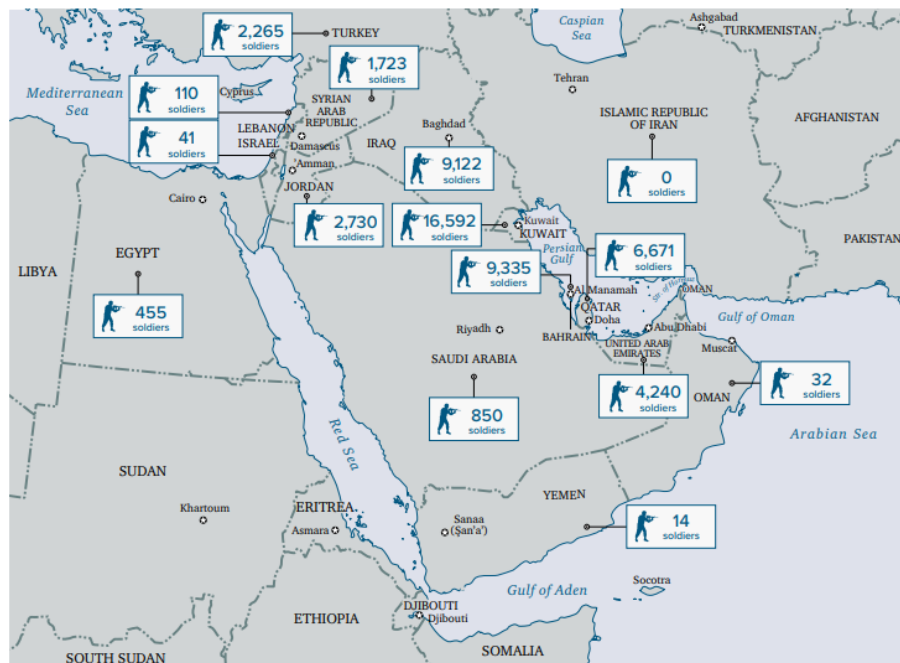 Caspian
Sea
Ashgabad
TURKMENISTAN
2,265
soldiers
TURKEY
1,723
soldiers
Tehran
Mediterranean
Sea
110
soldiers
Cyprus
SYRIAN
ARAB
REPUBLIC
ISLAMIC REPUBLIC
OF IRAN
AFGHANISTAN
41
soldiers
LEBANON
ISRAEL
Damascus
IRAQ
Baghdad
9,122
soldiers
Amman
0
soldiers
Cairo
JORDAN
2,730
soldiers
16,592
soldiers
Kuwait
KUWAIT
Persian
Gulf
6,671
soldiers
PAKISTAN
LIBYA
EGYPT
455
soldiers
9,335
soldiers
Al Manamah
QATAR
Doha
BAHRAIN
Str. of Hormuz
OMAN
Gulf of Oman
Riyadh
Abu Dhabi
UNITED ARAB
EMIRATES
Muscat
SAUDI ARABIA
850
soldiers
4,240
soldiers
OMAN
32
soldiers
Arabian Sea
Red Sea
SUDAN
Khartoum
ERITREA
Asmara
YEMEN
Sanaa
(Şan'a')
14
soldiers
Gulf of Aden
Socotra
DJIBOUTI
Djibouti
ETHIOPIA
SOMALIA
SOUTH SUDAN